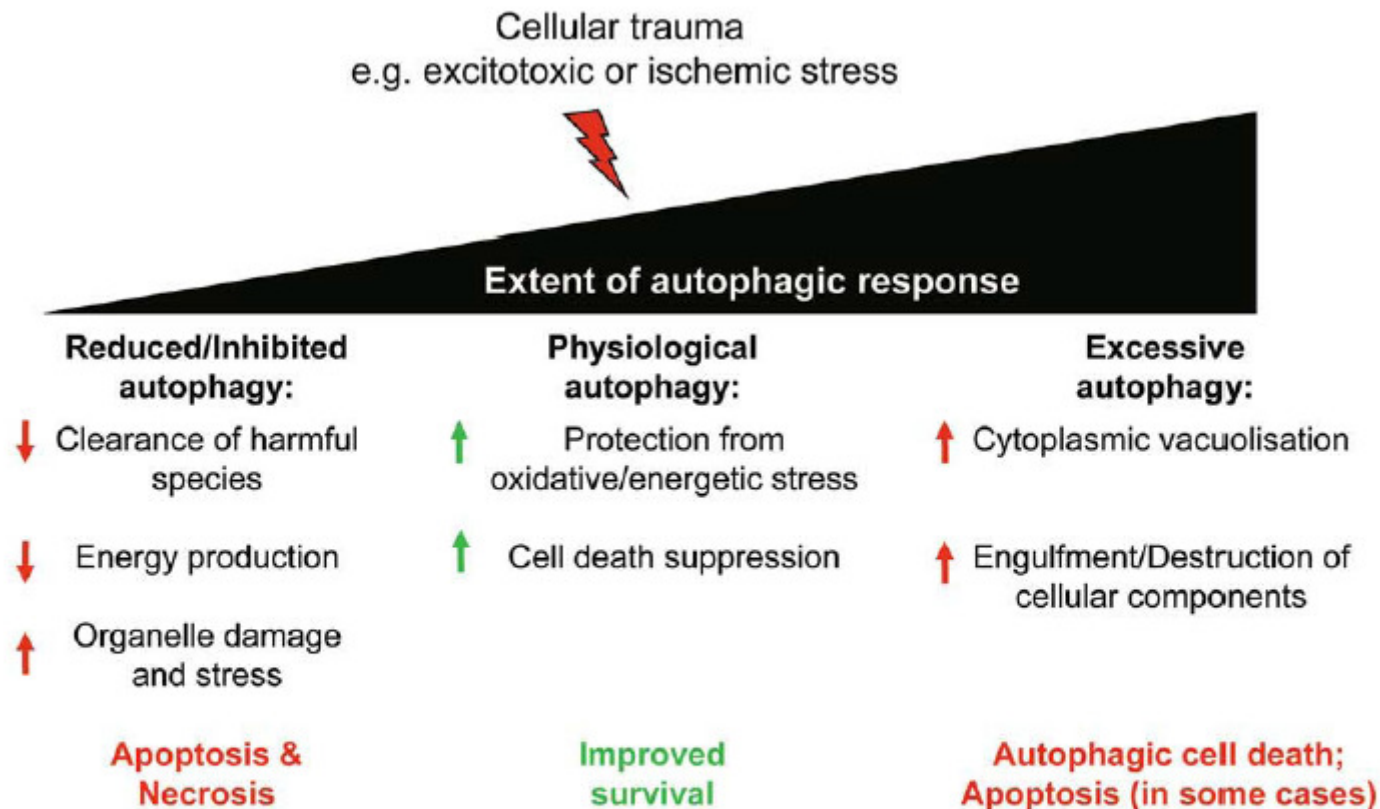 Cellular trauma
e.g. excitotoxic or ischemic stress
Extent of autophagic response
Reduced/Inhibited
autophagy:
Clearance of harmful
species
Energy production
Organelle damage
and stress
Apoptosis &
Necrosis
Physiological
autophagy:
Protection from
oxidative/energetic stress
Cell death suppression
Improved
survival
Excessive
autophagy:
Cytoplasmic vacuolisation
Engulfment/Destruction of
cellular components
Autophagic cell death;
Apoptosis (in some cases)